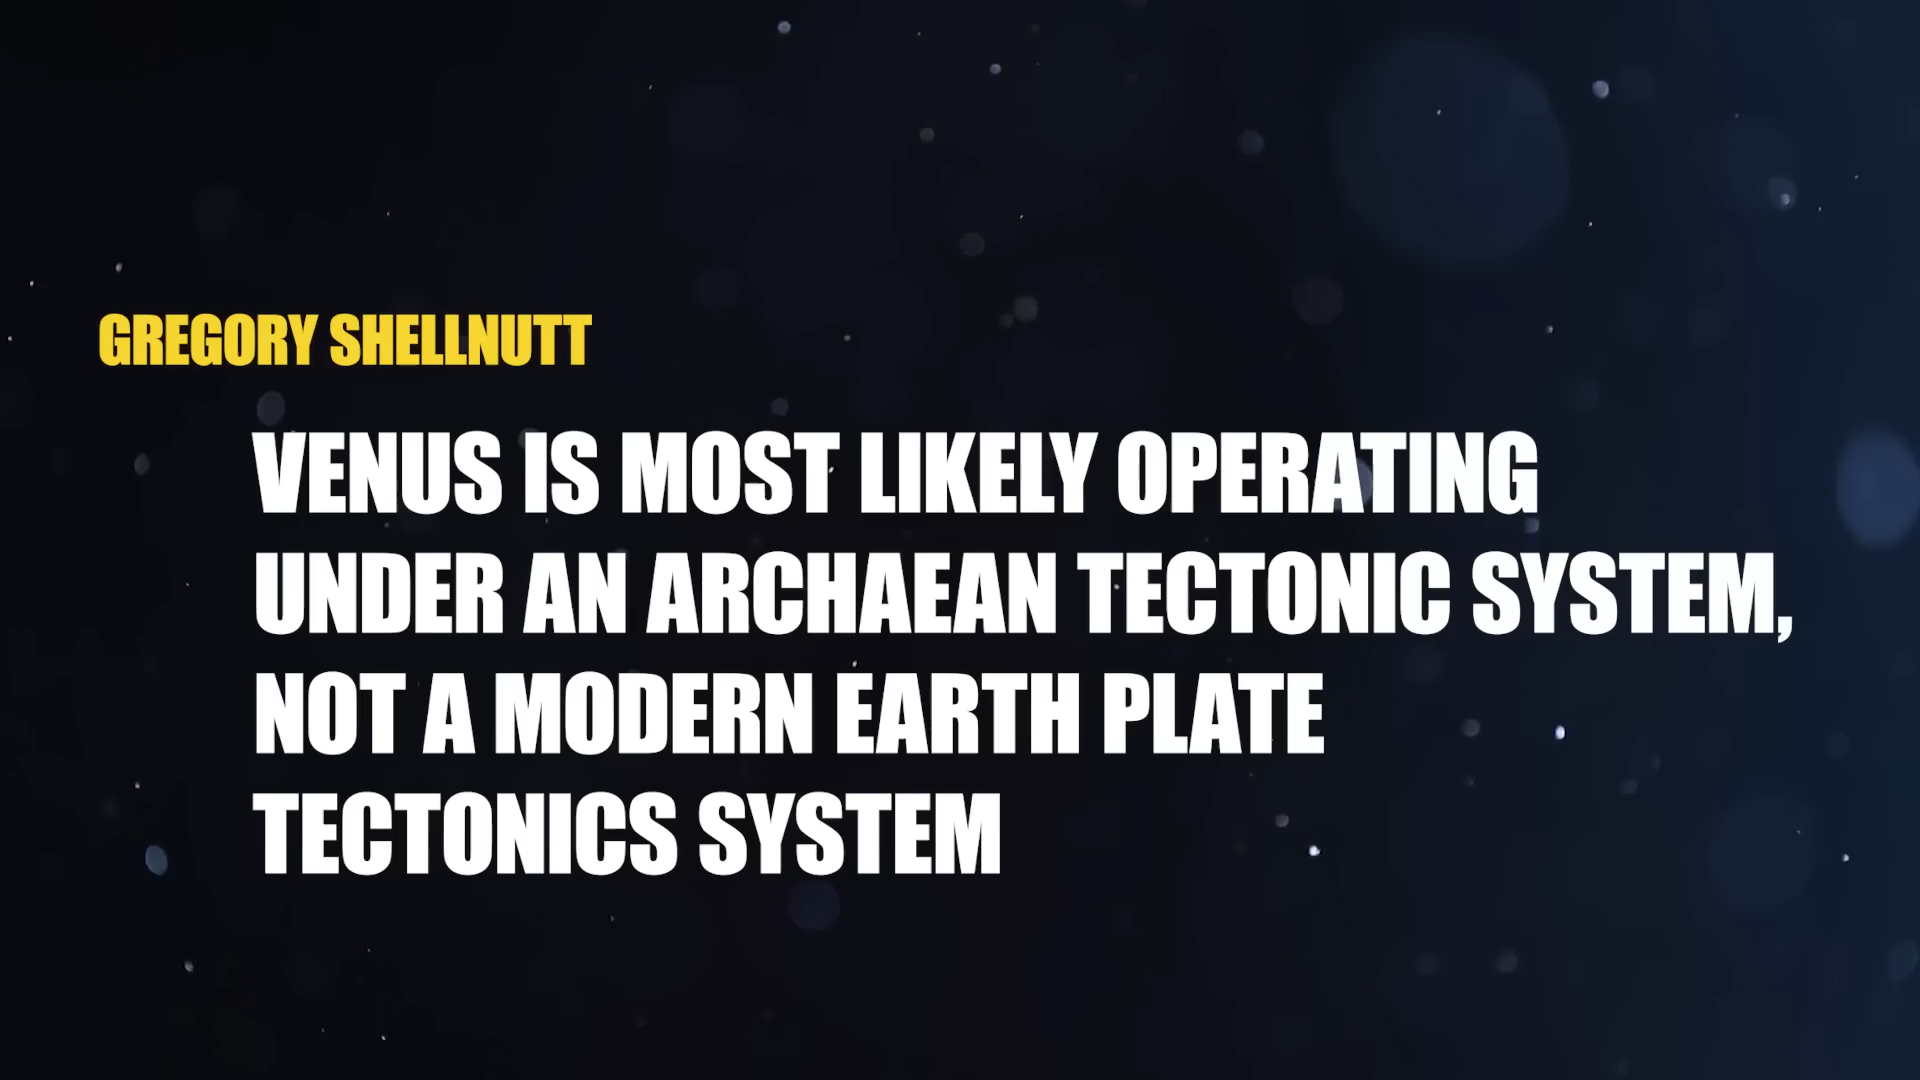 GREGORY SHELLNUTT
VENUS IS MOST LIKELY OPERATING
UNDER AN ARCHAEAN TECTONIC SYSTEM,
NOT A MODERN EARTH PLATE
TECTONICS SYSTEM